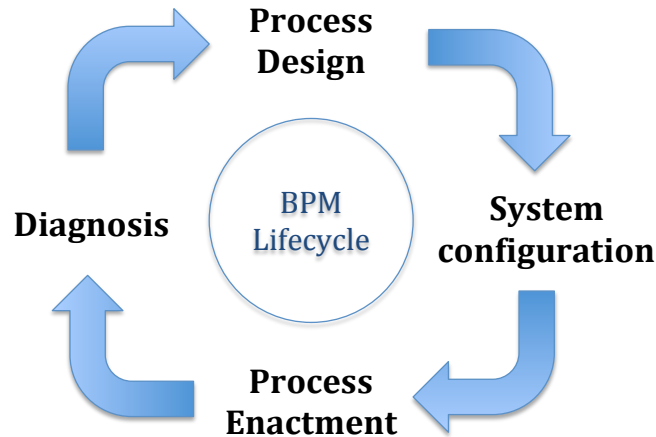 Process
Design
System
configuration
Process
Enactment
Diagnosis
BPM
Lifecycle